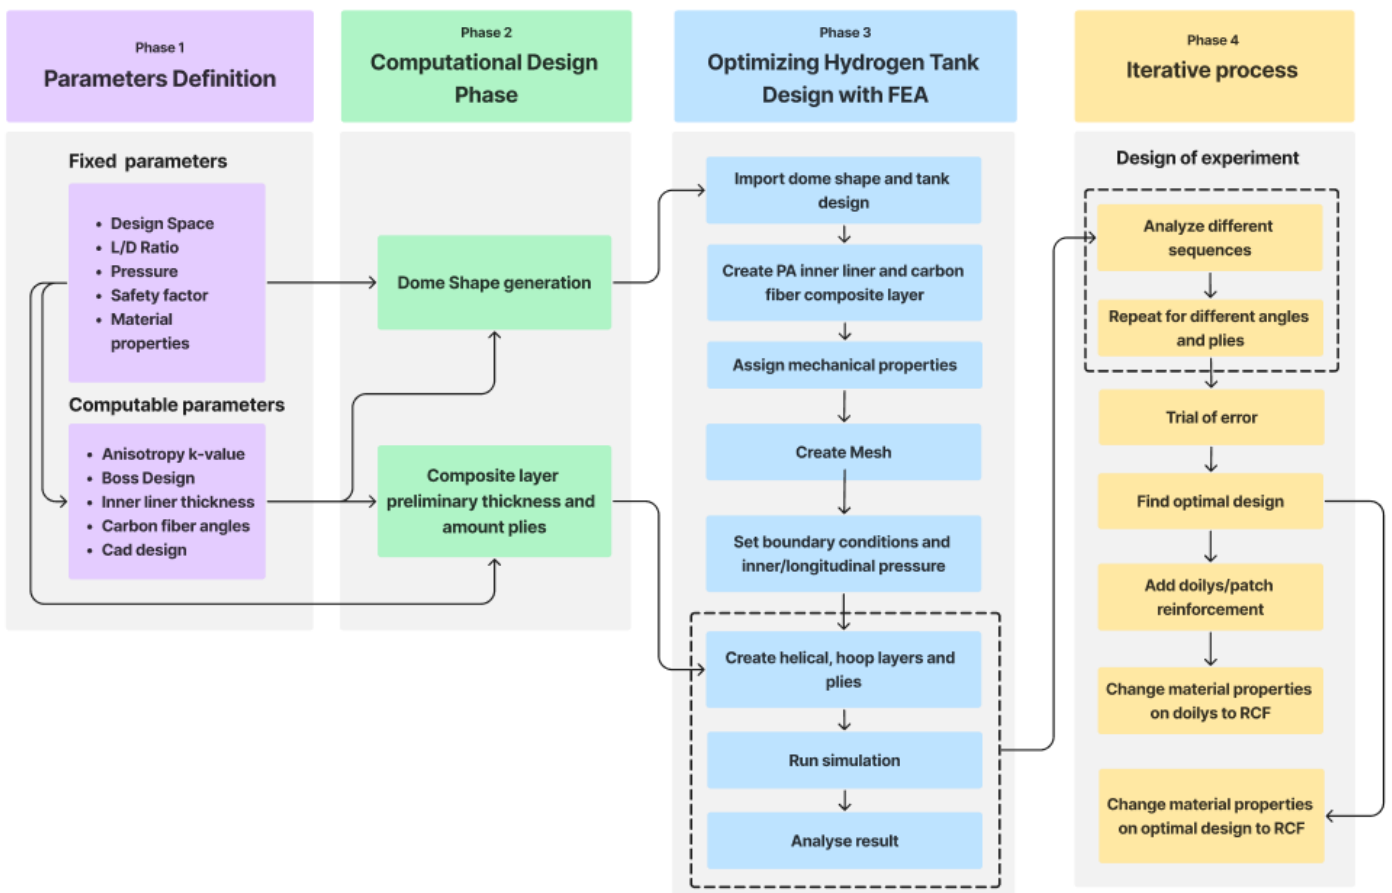 Phase 1
Parameters Definition
Fixed parameters
• Design Space
• L/D Ratio
• Pressure
• Safety factor
• Material
properties
Computable parameters
• Anisotropy k-value
• Boss Design
• Inner liner thickness
• Carbon fiber angles
• Cad design
Phase 2
Computational Design
Phase
Dome Shape generation
Composite layer
preliminary thickness and
amount plies
Phase 3
Optimizing Hydrogen Tank
Design with FEA
Import dome shape and tank
design
Create PA inner liner and carbon
fiber composite layer
Assign mechanical properties
Create Mesh
Set boundary conditions and
inner/longitudinal pressure
Create helical, hoop layers and
plies
Run simulation
Analyse result
Phase 4
Iterative process
Design of experiment
Analyze different
sequences
Repeat for different angles
and plies
Trial of error
Find optimal design
Add doilys/patch
reinforcement
Change material properties
on doilys to RCF
Change material properties
on optimal design to RCF